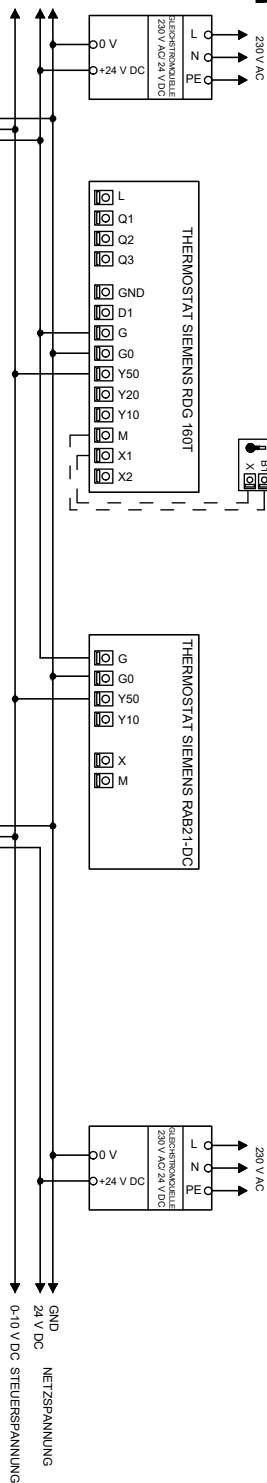 230 V AC
L
N
PE
GLEICHSTROMQUELLE
230 V AC/ 24 V DC
0 V
+24 V DC
THERMOSTAT SIEMENS RDG 160T
L
Q1
Q2
Q3
GND
D1
G
G0
Y50
Y20
Y10
M
X1
X2
B1
X
THERMOSTAT SIEMENS RAB21-DC
G
G0
Y50
Y10
X
M
230 V AC
L
N
PE
GLEICHSTROMQUELLE
230 V AC/ 24 V DC
0 V
+24 V DC
GND
24 V DC NETZSPANNUNG
0-10 V DC STEUERSPANNUNG